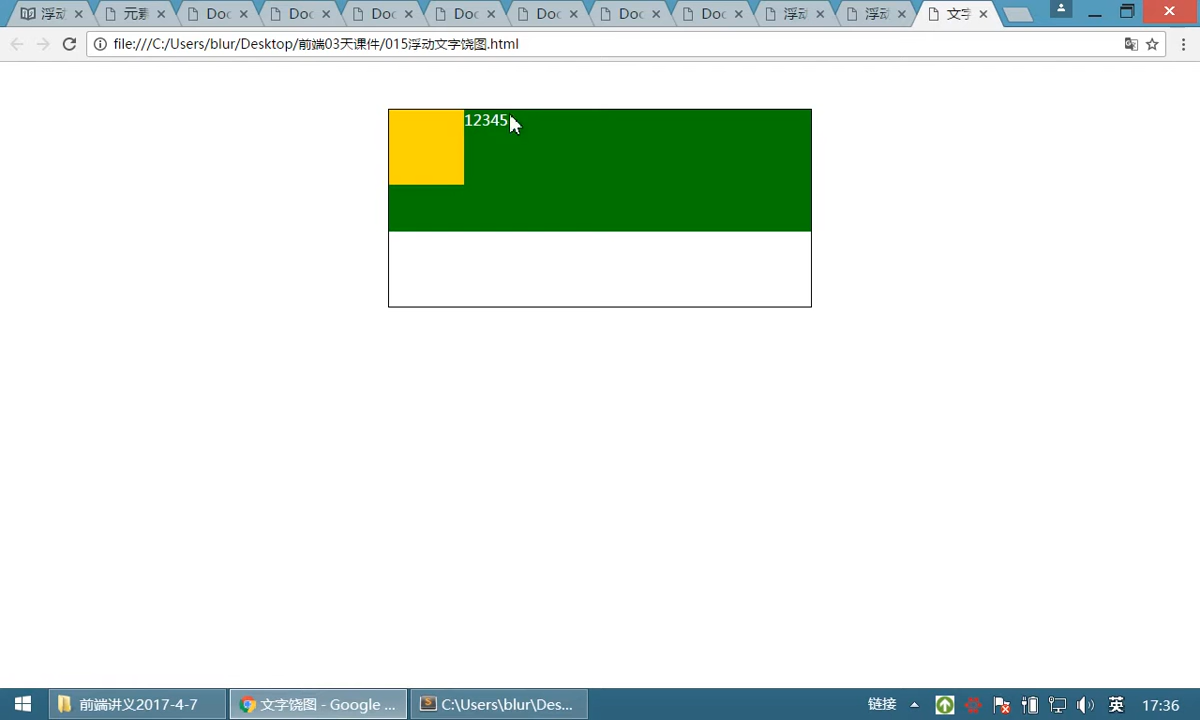 浮动 元素 Doc Doc Doc Doc Doc Doc Doc 浮动 浮动 文字
file:///C:/Users/blur/Desktop/前端03天课件/015浮动文字饶图.html
12345
前端讲义2017-4-7 文字饶图 - Google ... C:\Users\blur\Des... 链接 英 17:36